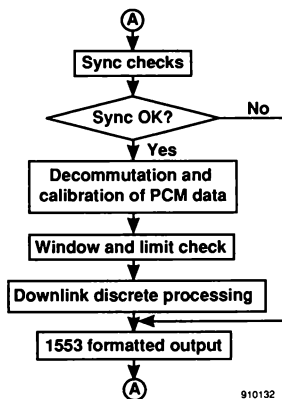 A
Sync checks
Sync OK?
No
Yes
Decommutation and
calibration of PCM data
Window and limit check
Downlink discrete processing
1553 formatted output
A
910132